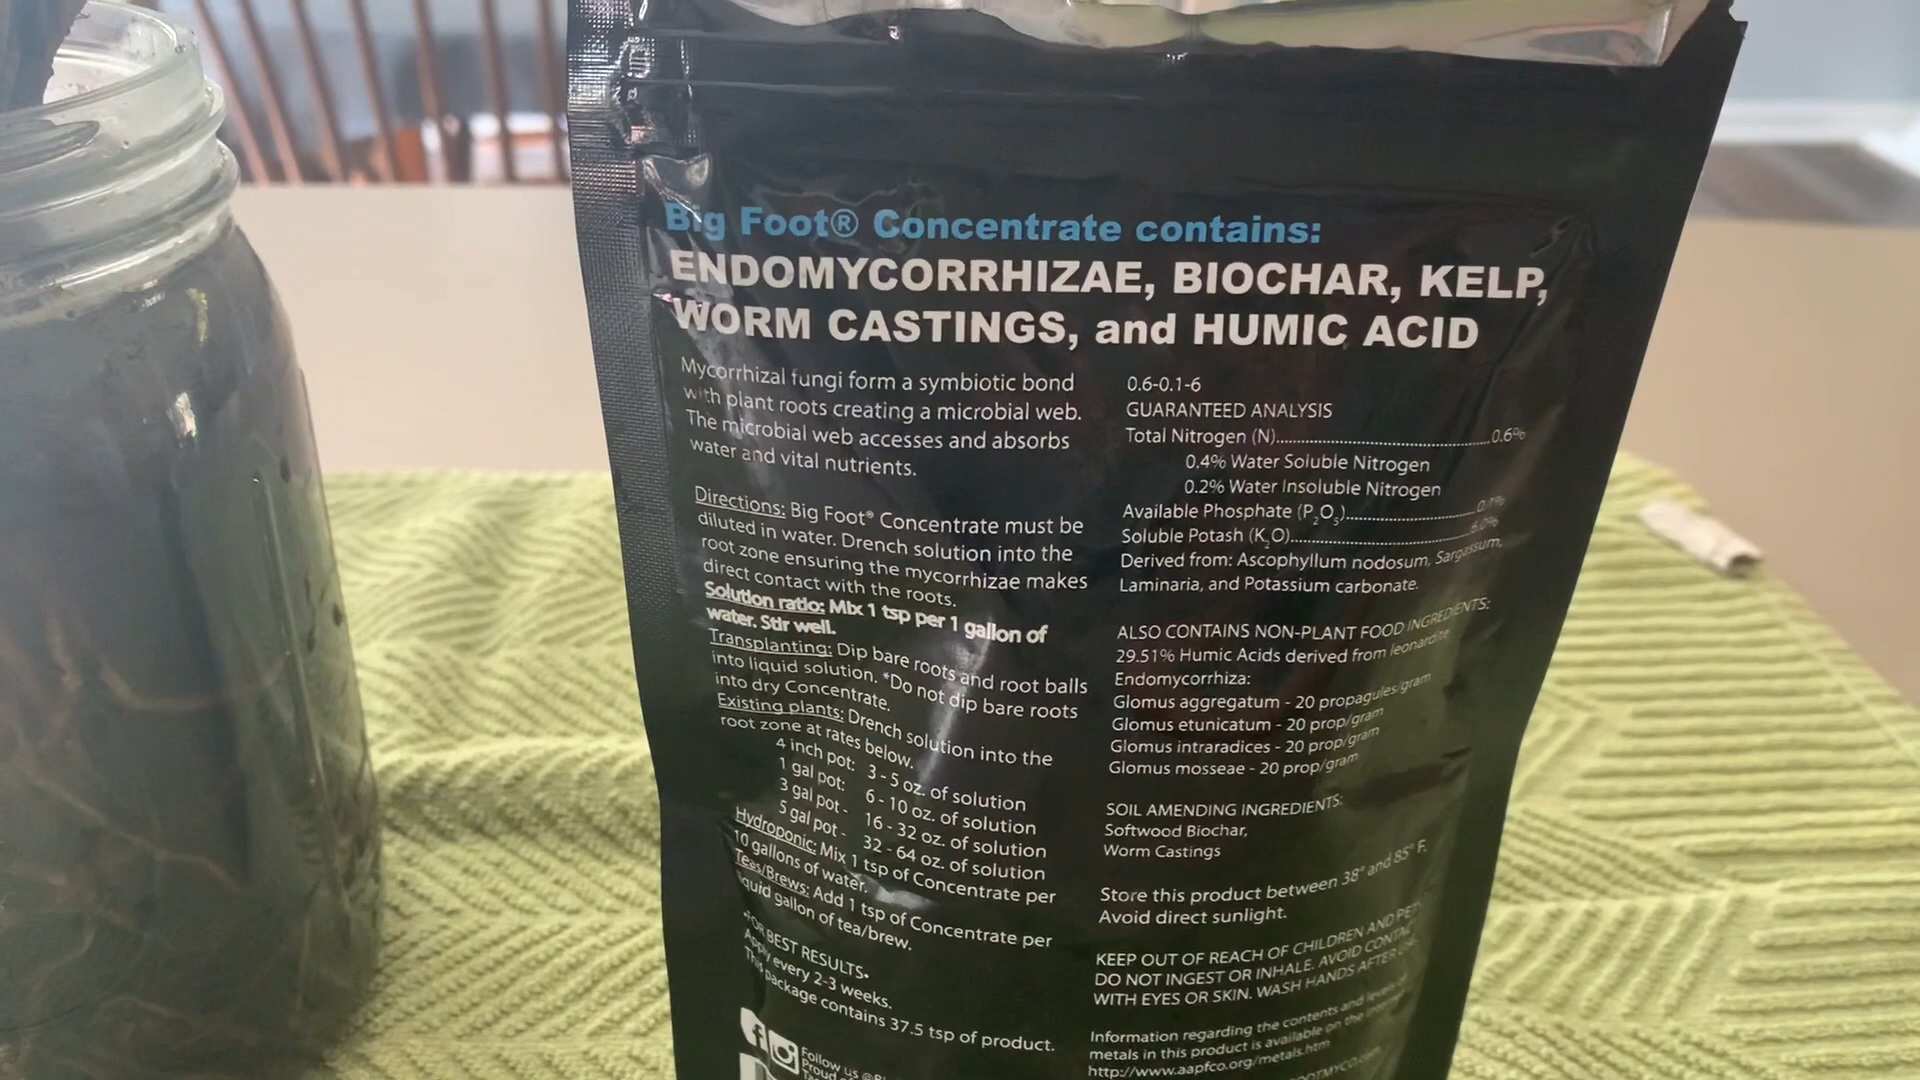 Big Foot® Concentrate contains:
ENDOMYCORRHIZAE, BIOCHAR, KELP,
WORM CASTINGS, and HUMIC ACID
Mycorrhizal fungi form a symbiotic bond
with plant roots creating a microbial web.
The microbial web accesses and absorbs
water and vital nutrients.
Directions: Big Foot® Concentrate must be
diluted in water. Drench solution into the
root zone ensuring the mycorrhizae makes
direct contact with the roots.
Solution ratio: Mix 1 tsp per 1 gallon of
water. Stir well.
Transplanting: Dip bare roots and root balls
into liquid solution. *Do not dip bare roots
into dry Concentrate.
Existing plants: Drench solution into the
root zone at rates below.
4 inch pot: 3 - 5 oz. of solution
1 gal pot: 6 - 10 oz. of solution
3 gal pot - 16 - 32 oz. of solution
5 gal pot - 32 - 64 oz. of solution
Hydroponic: Mix 1 tsp of Concentrate per
10 gallons of water.
Teas/Brews: Add 1 tsp of Concentrate per
liquid gallon of tea/brew.
•FOR BEST RESULTS•
Apply every 2-3 weeks.
This package contains 37.5 tsp of product.
Follow us
Proud
0.6-0.1-6
GUARANTEED ANALYSIS
Total Nitrogen (N)..........0.6%
0.4% Water Soluble Nitrogen
0.2% Water Insoluble Nitrogen
Available Phosphate (P₂O₅)..........0.1%
Soluble Potash (K₂O)..........6.0%
Derived from: Ascophyllum nodosum, Sargassum,
Laminaria, and Potassium carbonate.
ALSO CONTAINS NON-PLANT FOOD INGREDIENTS:
29.51% Humic Acids derived from leonardite
Endomycorrhiza:
Glomus aggregatum - 20 propagules/gram
Glomus etunicatum - 20 prop/gram
Glomus intraradices - 20 prop/gram
Glomus mosseae - 20 prop/gram
SOIL AMENDING INGREDIENTS:
Softwood Biochar,
Worm Castings
Store this product between 38° and 85° F.
Avoid direct sunlight.
KEEP OUT OF REACH OF CHILDREN AND PETS
DO NOT INGEST OR INHALE. AVOID CONTACT
WITH EYES OR SKIN. WASH HANDS AFTER
Information regarding the contents and levels of
metals in this product is available on the internet
http://www.aapfco.org/metals.htm